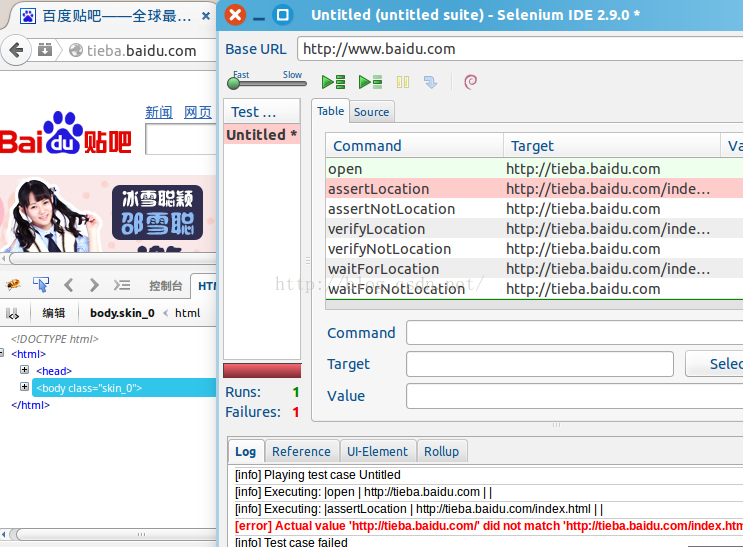 百度贴吧——全球最…
Untitled (untitled suite) - Selenium IDE 2.9.0 *
tieba.baidu.com
Base URL http://www.baidu.com
Fast Slow
新闻 网页
Bai du 贴吧
Test …
Untitled *
Table Source
Command Target Va
open http://tieba.baidu.com
assertLocation http://tieba.baidu.com/inde…
assertNotLocation http://tieba.baidu.com
verifyLocation http://tieba.baidu.com/inde…
verifyNotLocation http://tieba.baidu.com
waitForLocation http://tieba.baidu.com/inde…
waitForNotLocation http://tieba.baidu.com
冰雪聪颖
邵雪聪
http://blog.csdn.net/
控制台 HTM
编辑 body.skin_0 < html
<!DOCTYPE html>
<html>
<head>
<body class="skin_0">
</html>
Command
Target Selec
Value
Runs: 1
Failures: 1
Log Reference UI-Element Rollup
[info] Playing test case Untitled
[info] Executing: |open | http://tieba.baidu.com | |
[info] Executing: |assertLocation | http://tieba.baidu.com/index.html | |
[error] Actual value 'http://tieba.baidu.com/' did not match 'http://tieba.baidu.com/index.htm
[info] Test case failed